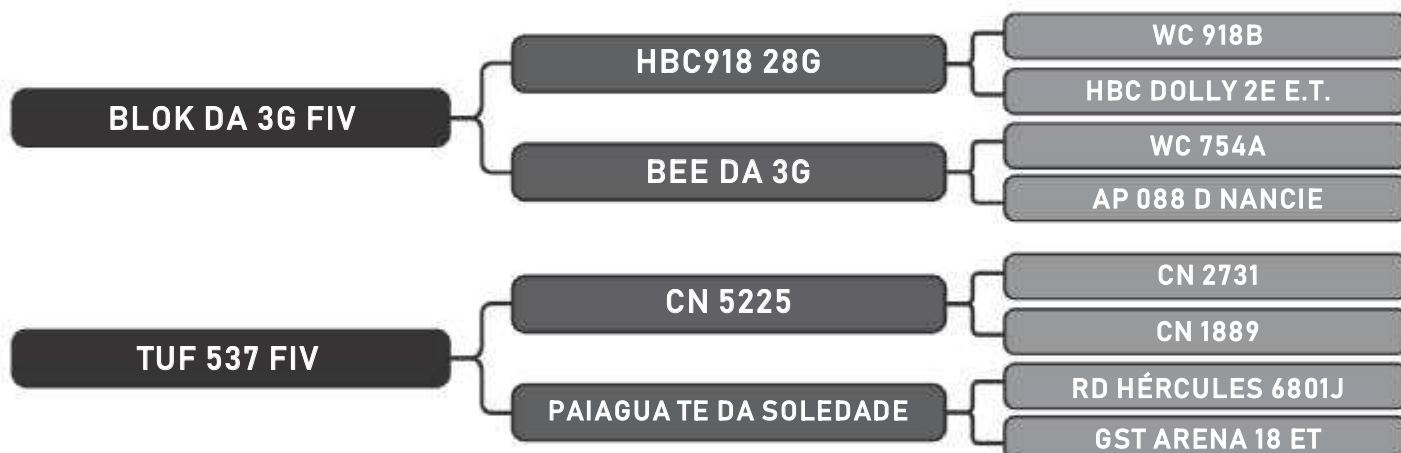 BLOK DA 3G FIV
HBC918 28G
BEE DA 3G
WC 918B
HBC DOLLY 2E E.T.
WC 754A
AP 088 D NANCIE
TUF 537 FIV
CN 5225
PAIAGUA TE DA SOLEDADE
CN 2731
CN 1889
RD HÉRCULES 6801J
GST ARENA 18 ET